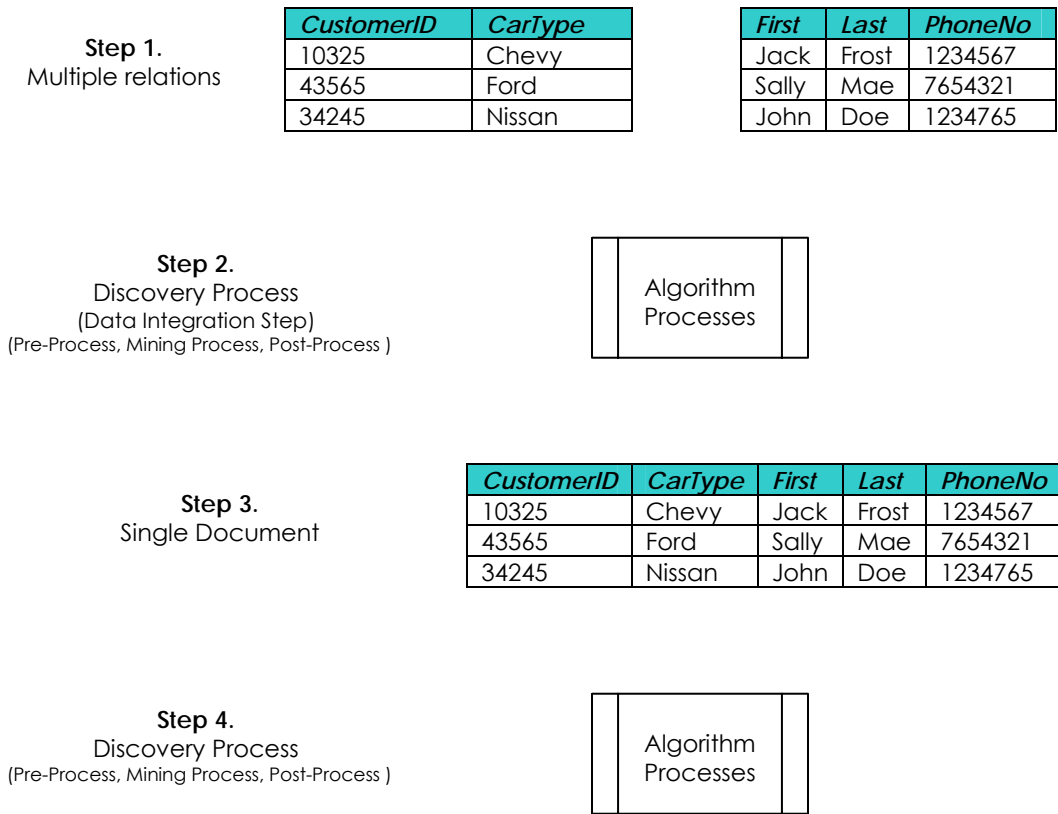 Step 1.
Multiple relations
CustomerID CarType
10325 Chevy
43565 Ford
34245 Nissan
First Last PhoneNo
Jack Frost 1234567
Sally Mae 7654321
John Doe 1234765
Step 2.
Discovery Process
(Data Integration Step)
(Pre-Process, Mining Process, Post-Process )
Algorithm
Processes
Step 3.
Single Document
CustomerID CarType First Last PhoneNo
10325 Chevy Jack Frost 1234567
43565 Ford Sally Mae 7654321
34245 Nissan John Doe 1234765
Step 4.
Discovery Process
(Pre-Process, Mining Process, Post-Process )
Algorithm
Processes